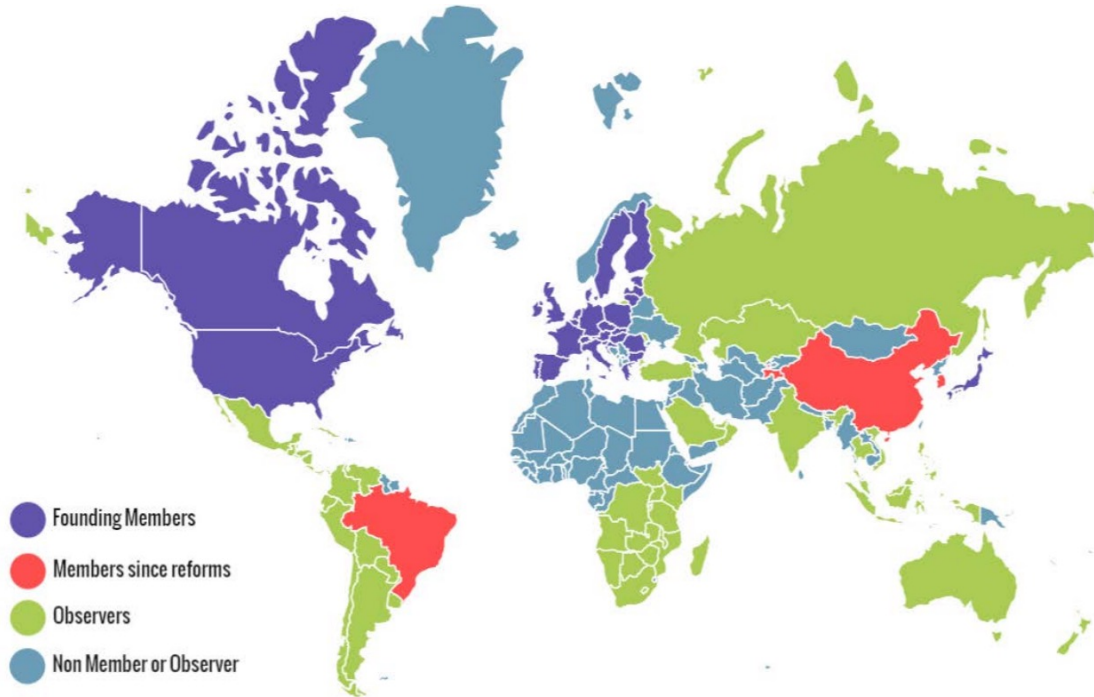 Founding Members
Members since reforms
Observers
Non Member or Observer